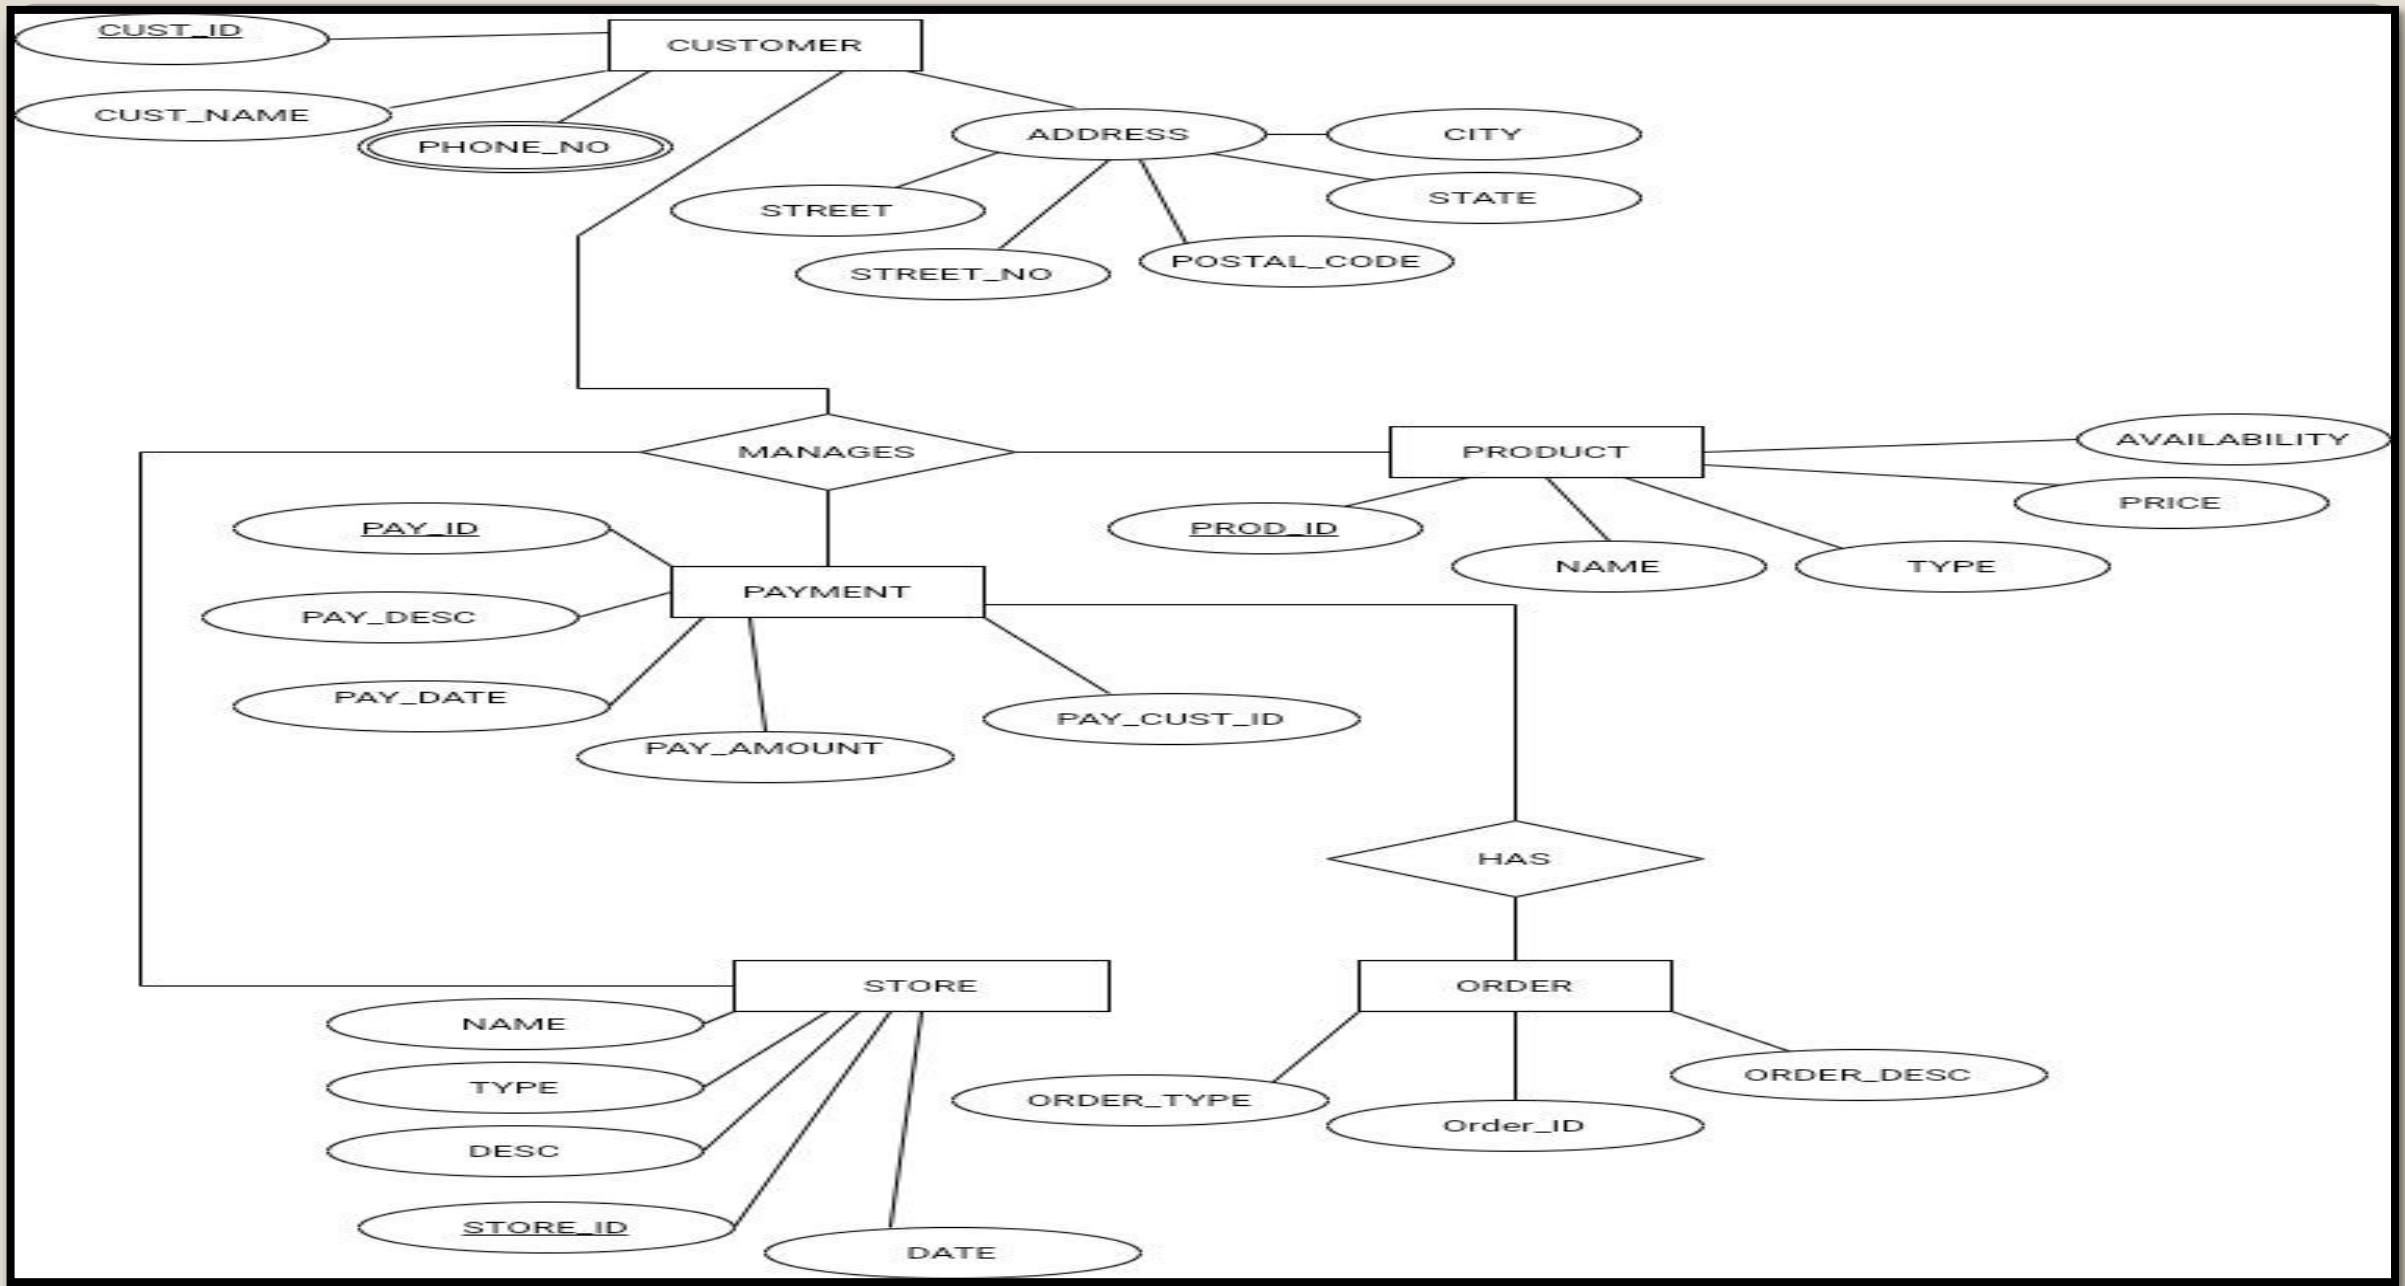 CUST_ID
CUSTOMER
CUST_NAME
PHONE_NO
ADDRESS
CITY
STREET
STATE
STREET_NO
POSTAL_CODE
MANAGES
PRODUCT
AVAILABILITY
PRICE
PAY_ID
PROD_ID
NAME
TYPE
PAYMENT
PAY_DESC
PAY_DATE
PAY_AMOUNT
PAY_CUST_ID
HAS
STORE
ORDER
NAME
TYPE
DESC
STORE_ID
DATE
ORDER_TYPE
Order_ID
ORDER_DESC